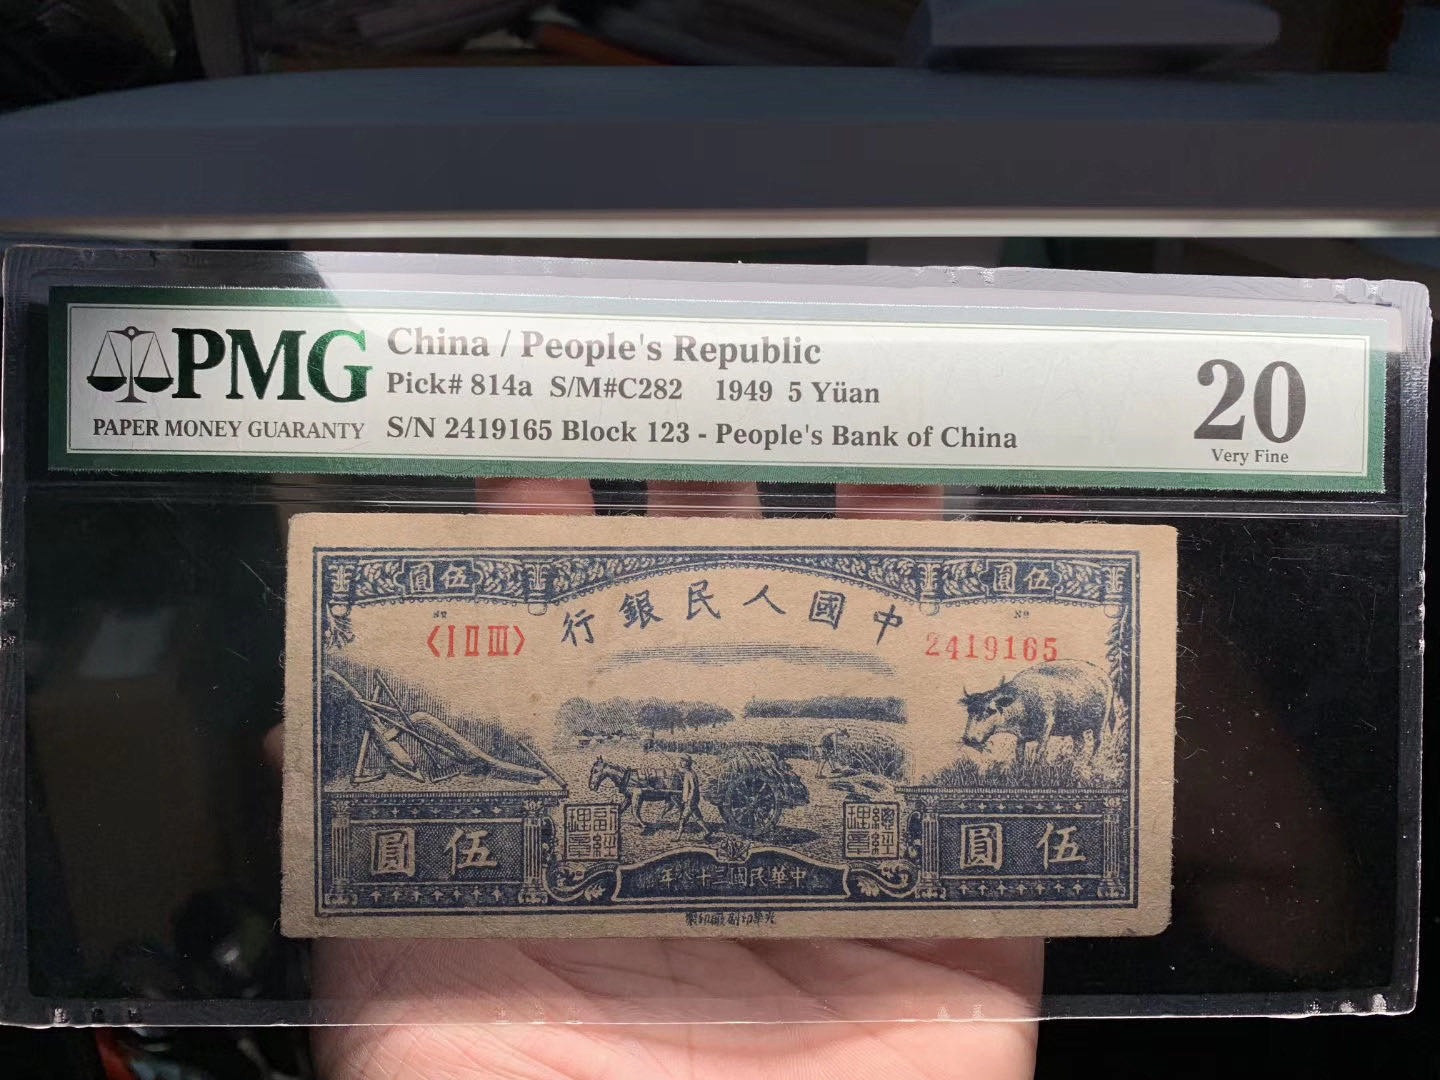 PMG
PAPER MONEY GUARANTY
China / People's Republic
Pick# 814a S/M#C282 1949 5 Yüan
S/N 2419165 Block 123 - People's Bank of China
20
Very Fine
圓伍
圓伍
行銀民人國中
Nº
Nº
〈I II III〉
2419165
圓伍
圓伍
年八十三國民華中